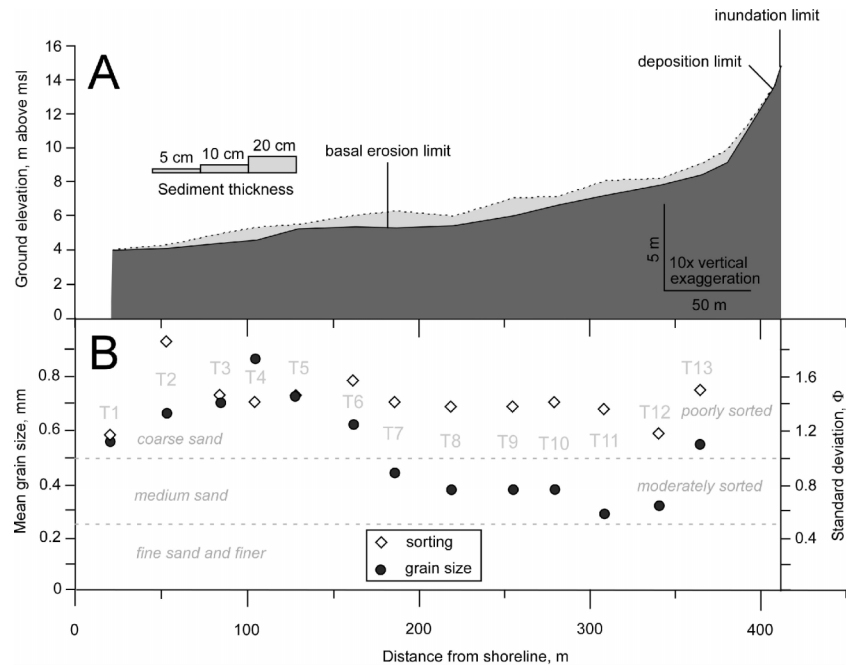 inundation limit
A
deposition limit
basal erosion limit
5 cm
10 cm
20 cm
Sediment thickness
Ground elevation, m above msl
16
14
12
10
8
6
4
2
0
5 m
10x vertical
exaggeration
50 m
B
T1
T2
T3
T4
T5
T6
T7
T8
T9
T10
T11
T12
T13
coarse sand
medium sand
fine sand and finer
poorly sorted
moderately sorted
sorting
grain size
Mean grain size, mm
0.8
0.6
0.4
0.2
0
Standard deviation, Φ
1.6
1.2
0.8
0.4
0
100
200
300
400
Distance from shoreline, m